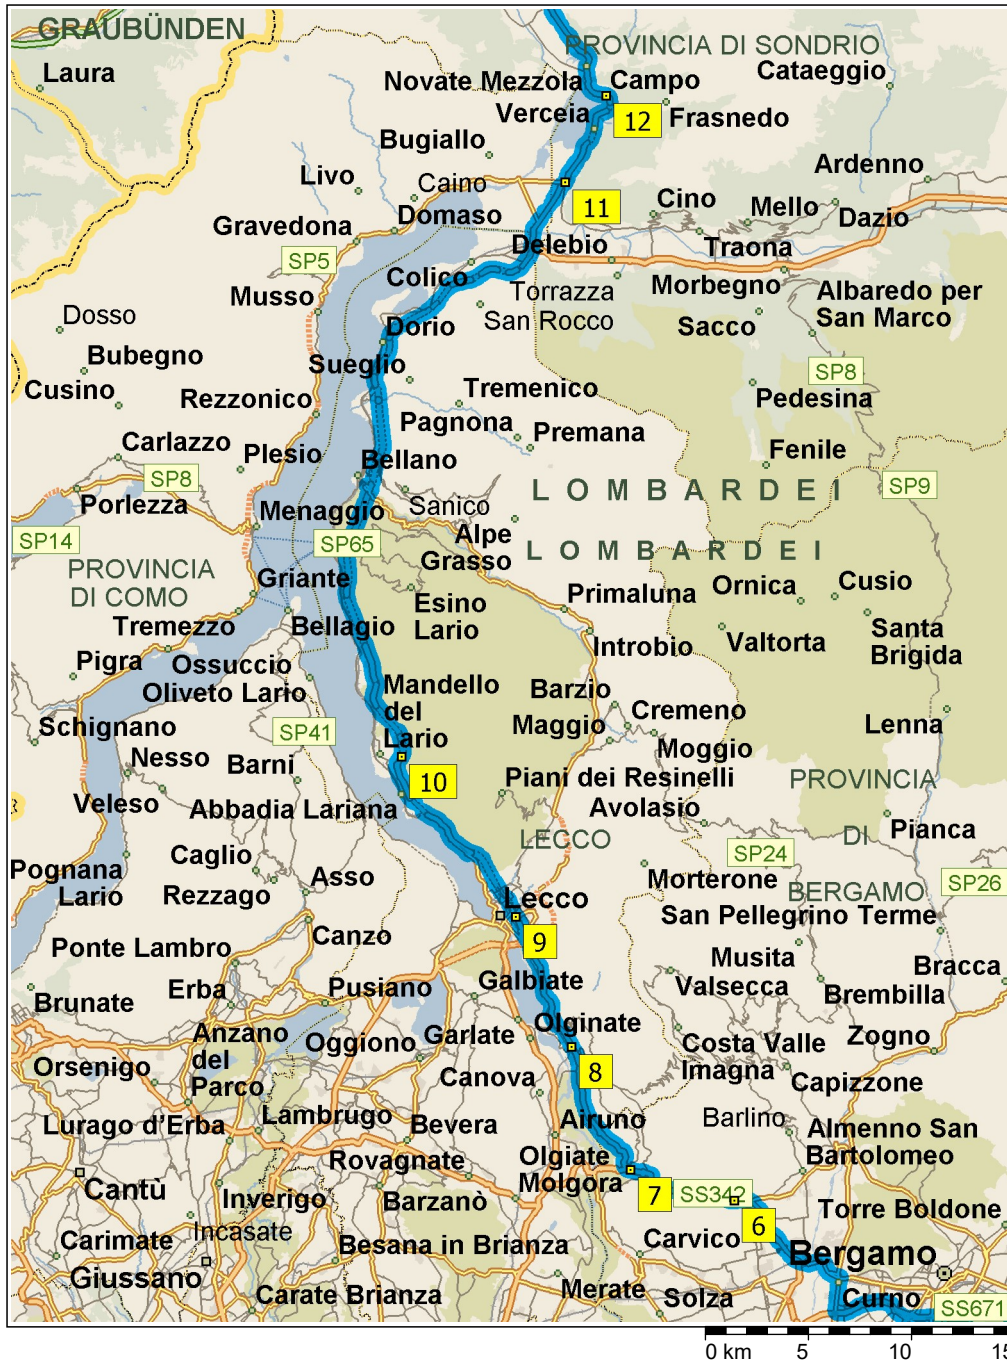 GRAUBÜNDEN
PROVINCIA DI SONDRIO
Laura
Cataeggio
Novate Mezzola
Campo
Verceia
12
Frasnedo
Bugiallo
Ardenno
Livo
Caino
Cino
Mello
Dazio
11
Domaso
Gravedona
Delebio
Traona
SP5
Colico
Torrazza
Morbegno
Albaredo per
San Marco
Musso
San Rocco
Sacco
Dosso
Dorio
Bubegno
Sueglio
SP8
Cusino
Tremenico
Pedesina
Rezzonico
Pagnona
Premana
Carlazzo
Plesio
Bellano
Fenile
SP8
SP9
Porlezza
Sanico
LOMBARDEI
Menaggio
SP14
SP65
Alpe
Grasso
LOMBARDEI
PROVINCIA
DI COMO
Griante
Esino
Lario
Primaluna
Ornica
Cusio
Tremezzo
Bellagio
Introbio
Valtorta
Santa
Brigida
Pigra
Ossuccio
Oliveto Lario
Mandello
del
Lario
Barzio
Cremeno
Schignano
SP41
Maggio
Moggio
Lenna
Nesso
Barni
10
Piani dei Resinelli
PROVINCIA
Veleso
Abbadia Lariana
Avolasio
LECCO
DI
Pianca
Caglio
SP24
Pognana
Lario
Asso
Morterone
BERGAMO
SP26
Rezzago
Lecco
San Pellegrino Terme
Ponte Lambro
Canzo
9
Musita
Bracca
Brunate
Erba
Pusiano
Galbiate
Valsecca
Brembilla
Anzano
del
Parco
Oggiono
Garlate
Olginate
Costa Valle
Imagna
Zogno
Orsenigo
Canova
8
Capizzone
Lurago d'Erba
Lambrugo
Bevera
Airuno
Barlino
Almenno San
Bartolomeo
Rovagnate
Olgiate
Molgora
Cantù
Inverigo
Barzanò
7
SS342
6
Torre Boldone
Incasate
Carimate
Besana in Brianza
Carvico
Bergamo
Giussano
Carate Brianza
Merate
Solza
Curno
SS671
0 km 5 10 15